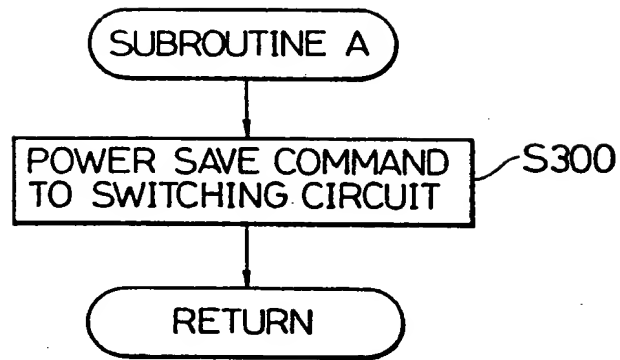 SUBROUTINE A
POWER SAVE COMMAND
TO SWITCHING CIRCUIT
S300
RETURN